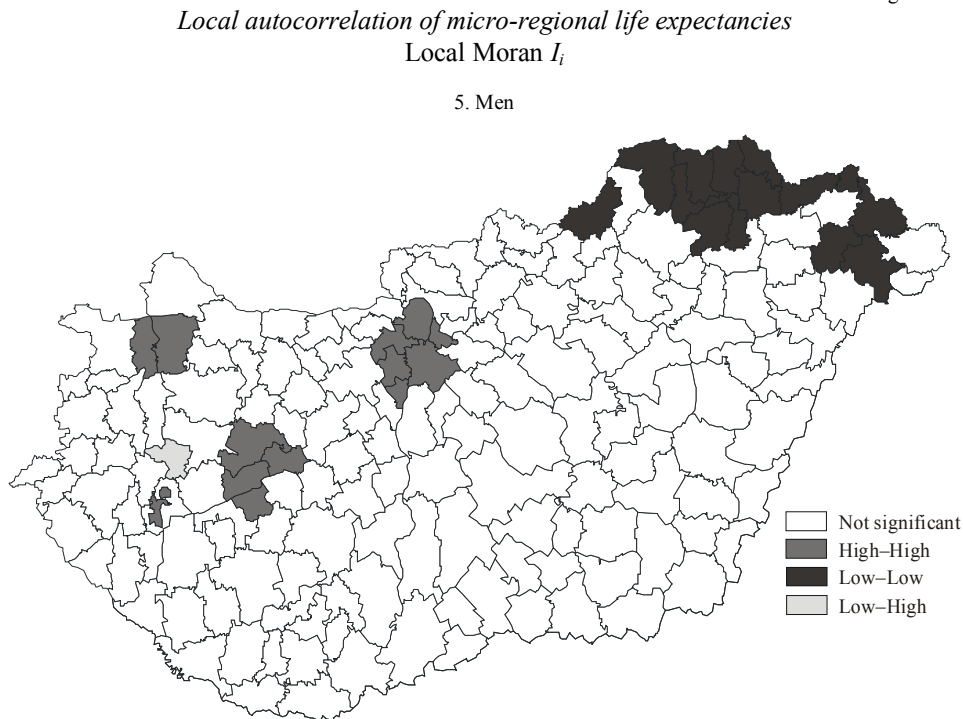 Local autocorrelation of micro-regional life expectancies
Local Moran Ii
5. Men
Not significant
High–High
Low–Low
Low–High